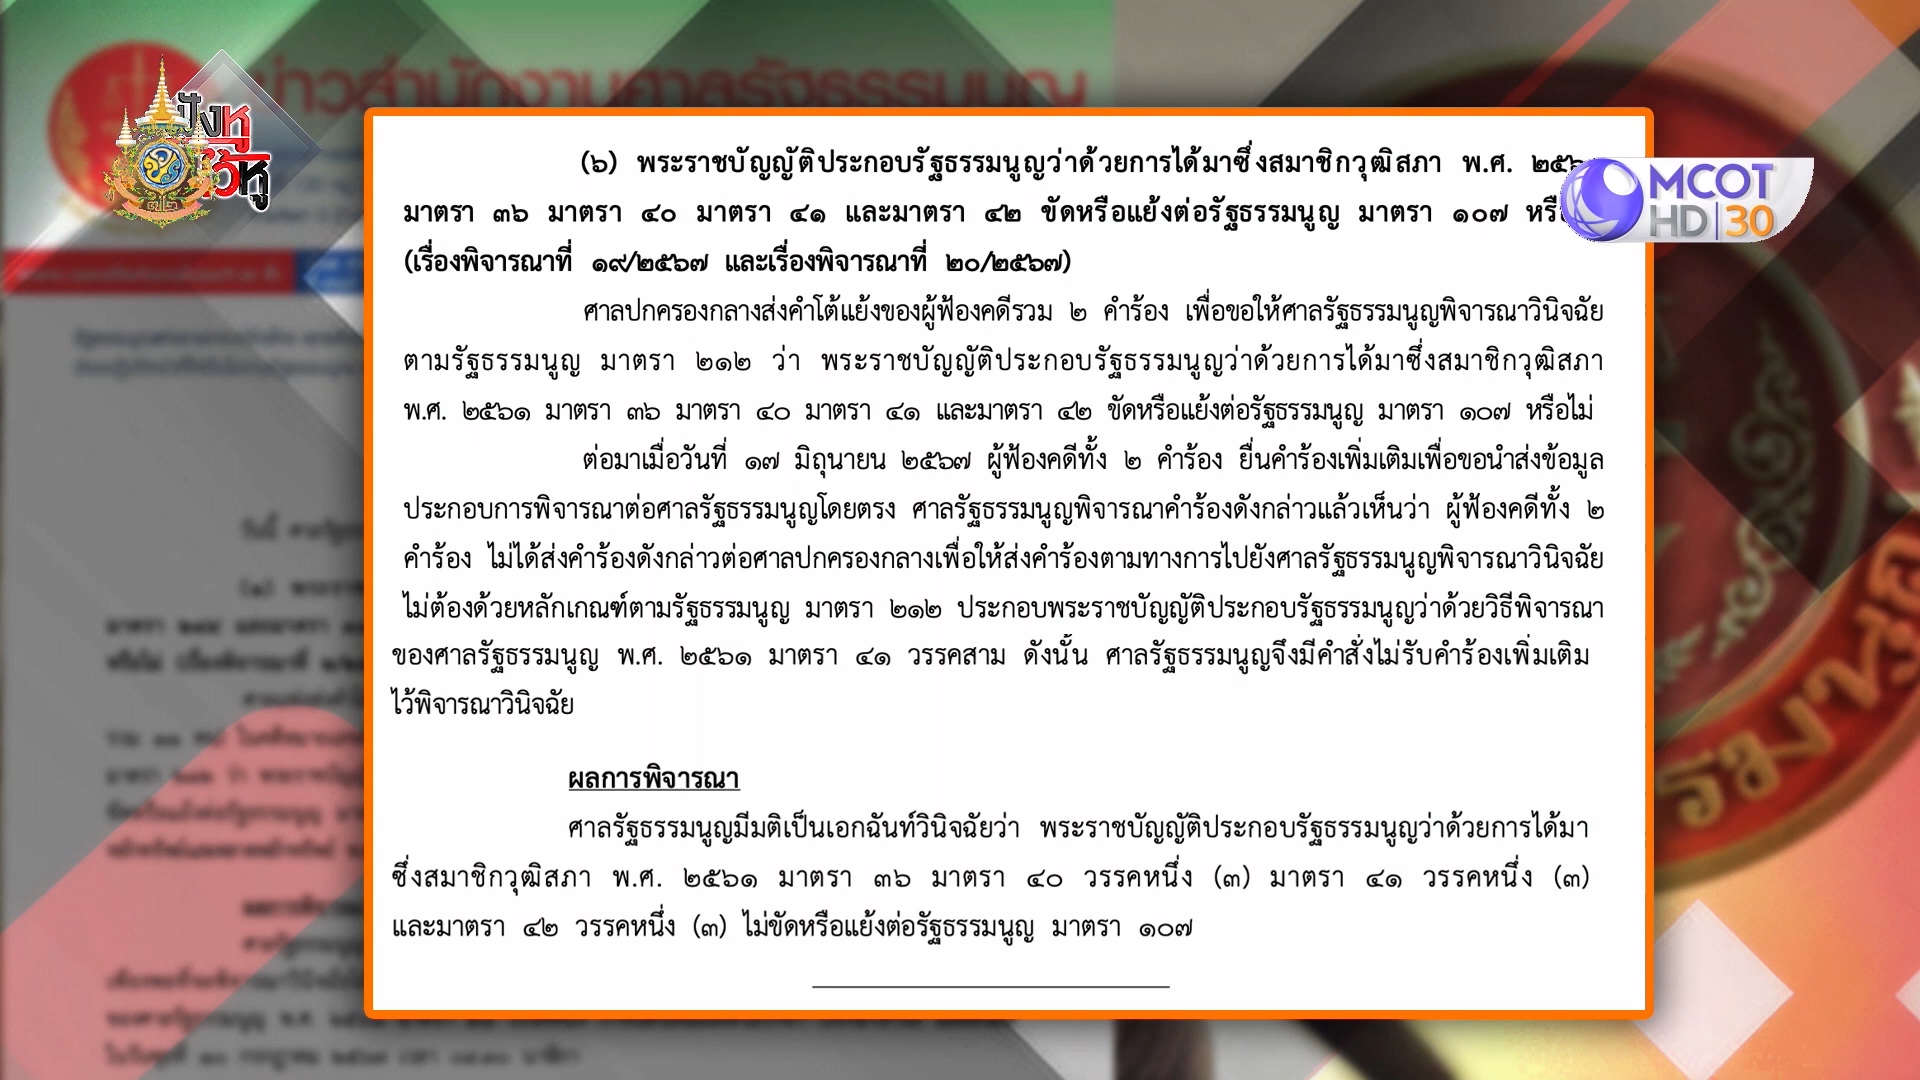 ข่าวสำนักงานศาลรัฐธรรมนูญ
ปังหู
ไว้หู
MCOT
HD 30
(๖) พระราชบัญญัติประกอบรัฐธรรมนูญว่าด้วยการได้มาซึ่งสมาชิกวุฒิสภา พ.ศ.
มาตรา ๓๖ มาตรา ๔๐ มาตรา ๔๑ และมาตรา ๔๒ ขัดหรือแย้งต่อรัฐธรรมนูญ มาตรา ๑๐๗
(เรื่องพิจารณาที่ ๑๙/๒๕๖๗ และเรื่องพิจารณาที่ ๒๐/๒๕๖๗)
ศาลปกครองกลางส่งคำโต้แย้งของผู้ฟ้องคดีรวม ๒ คำร้อง เพื่อขอให้ศาลรัฐธรรมนูญพิจารณาวินิจฉัย
ตามรัฐธรรมนูญ มาตรา ๒๑๒ ว่า พระราชบัญญัติประกอบรัฐธรรมนูญว่าด้วยการได้มาซึ่งสมาชิกวุฒิสภา
พ.ศ. ๒๕๖๑ มาตรา ๓๖ มาตรา ๔๐ มาตรา ๔๑ และมาตรา ๔๒ ขัดหรือแย้งต่อรัฐธรรมนูญ มาตรา ๑๐๗ หรือไม่
ต่อมาเมื่อวันที่ ๑๗ มิถุนายน ๒๕๖๗ ผู้ฟ้องคดีทั้ง ๒ คำร้อง ยื่นคำร้องเพิ่มเติมเพื่อขอนำส่งข้อมูล
ประกอบการพิจารณาต่อศาลรัฐธรรมนูญโดยตรง ศาลรัฐธรรมนูญพิจารณาคำร้องดังกล่าวแล้วเห็นว่า ผู้ฟ้องคดีทั้ง ๒
คำร้อง ไม่ได้ส่งคำร้องดังกล่าวต่อศาลปกครองกลางเพื่อให้ส่งคำร้องตามทางการไปยังศาลรัฐธรรมนูญพิจารณาวินิจฉัย
ไม่ต้องด้วยหลักเกณฑ์ตามรัฐธรรมนูญ มาตรา ๒๑๒ ประกอบพระราชบัญญัติประกอบรัฐธรรมนูญว่าด้วยวิธีพิจารณา
ของศาลรัฐธรรมนูญ พ.ศ. ๒๕๖๑ มาตรา ๔๑ วรรคสาม ดังนั้น ศาลรัฐธรรมนูญจึงมีคำสั่งไม่รับคำร้องเพิ่มเติม
ไว้พิจารณาวินิจฉัย
ผลการพิจารณา
ศาลรัฐธรรมนูญมีมติเป็นเอกฉันท์วินิจฉัยว่า พระราชบัญญัติประกอบรัฐธรรมนูญว่าด้วยการได้มา
ซึ่งสมาชิกวุฒิสภา พ.ศ. ๒๕๖๑ มาตรา ๓๖ มาตรา ๔๐ วรรคหนึ่ง (๓) มาตรา ๔๑ วรรคหนึ่ง (๓)
และมาตรา ๔๒ วรรคหนึ่ง (๓) ไม่ขัดหรือแย้งต่อรัฐธรรมนูญ มาตรา ๑๐๗